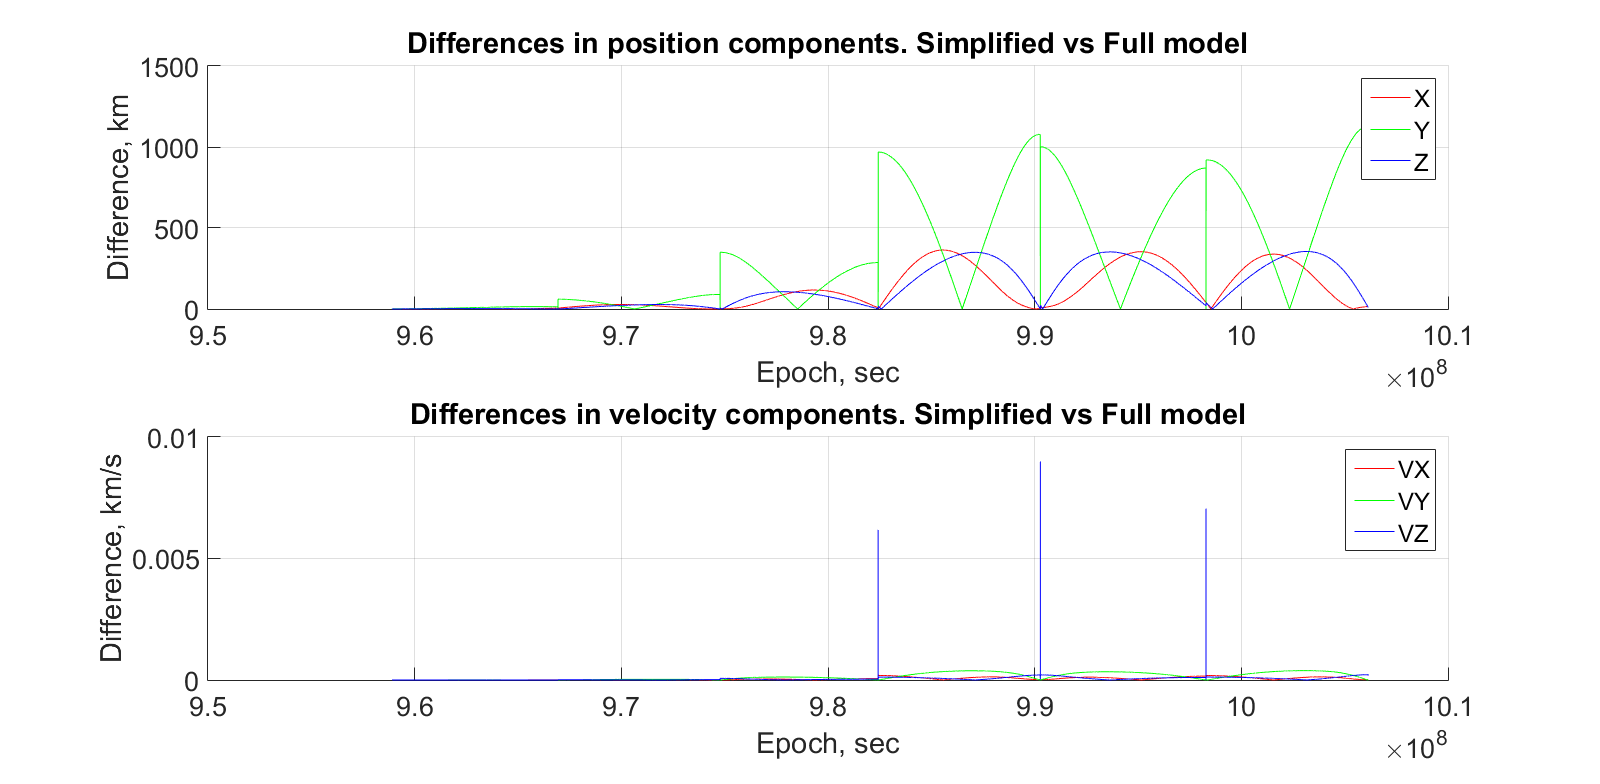 Differences in position components. Simplified vs Full model
1500
1000
500
0
Difference, km
X
Y
Z
9.5 9.6 9.7 9.8 9.9 10 10.1
Epoch, sec
×10^8
Differences in velocity components. Simplified vs Full model
0.01
0.005
0
Difference, km/s
VX
VY
VZ
9.5 9.6 9.7 9.8 9.9 10 10.1
Epoch, sec
×10^8